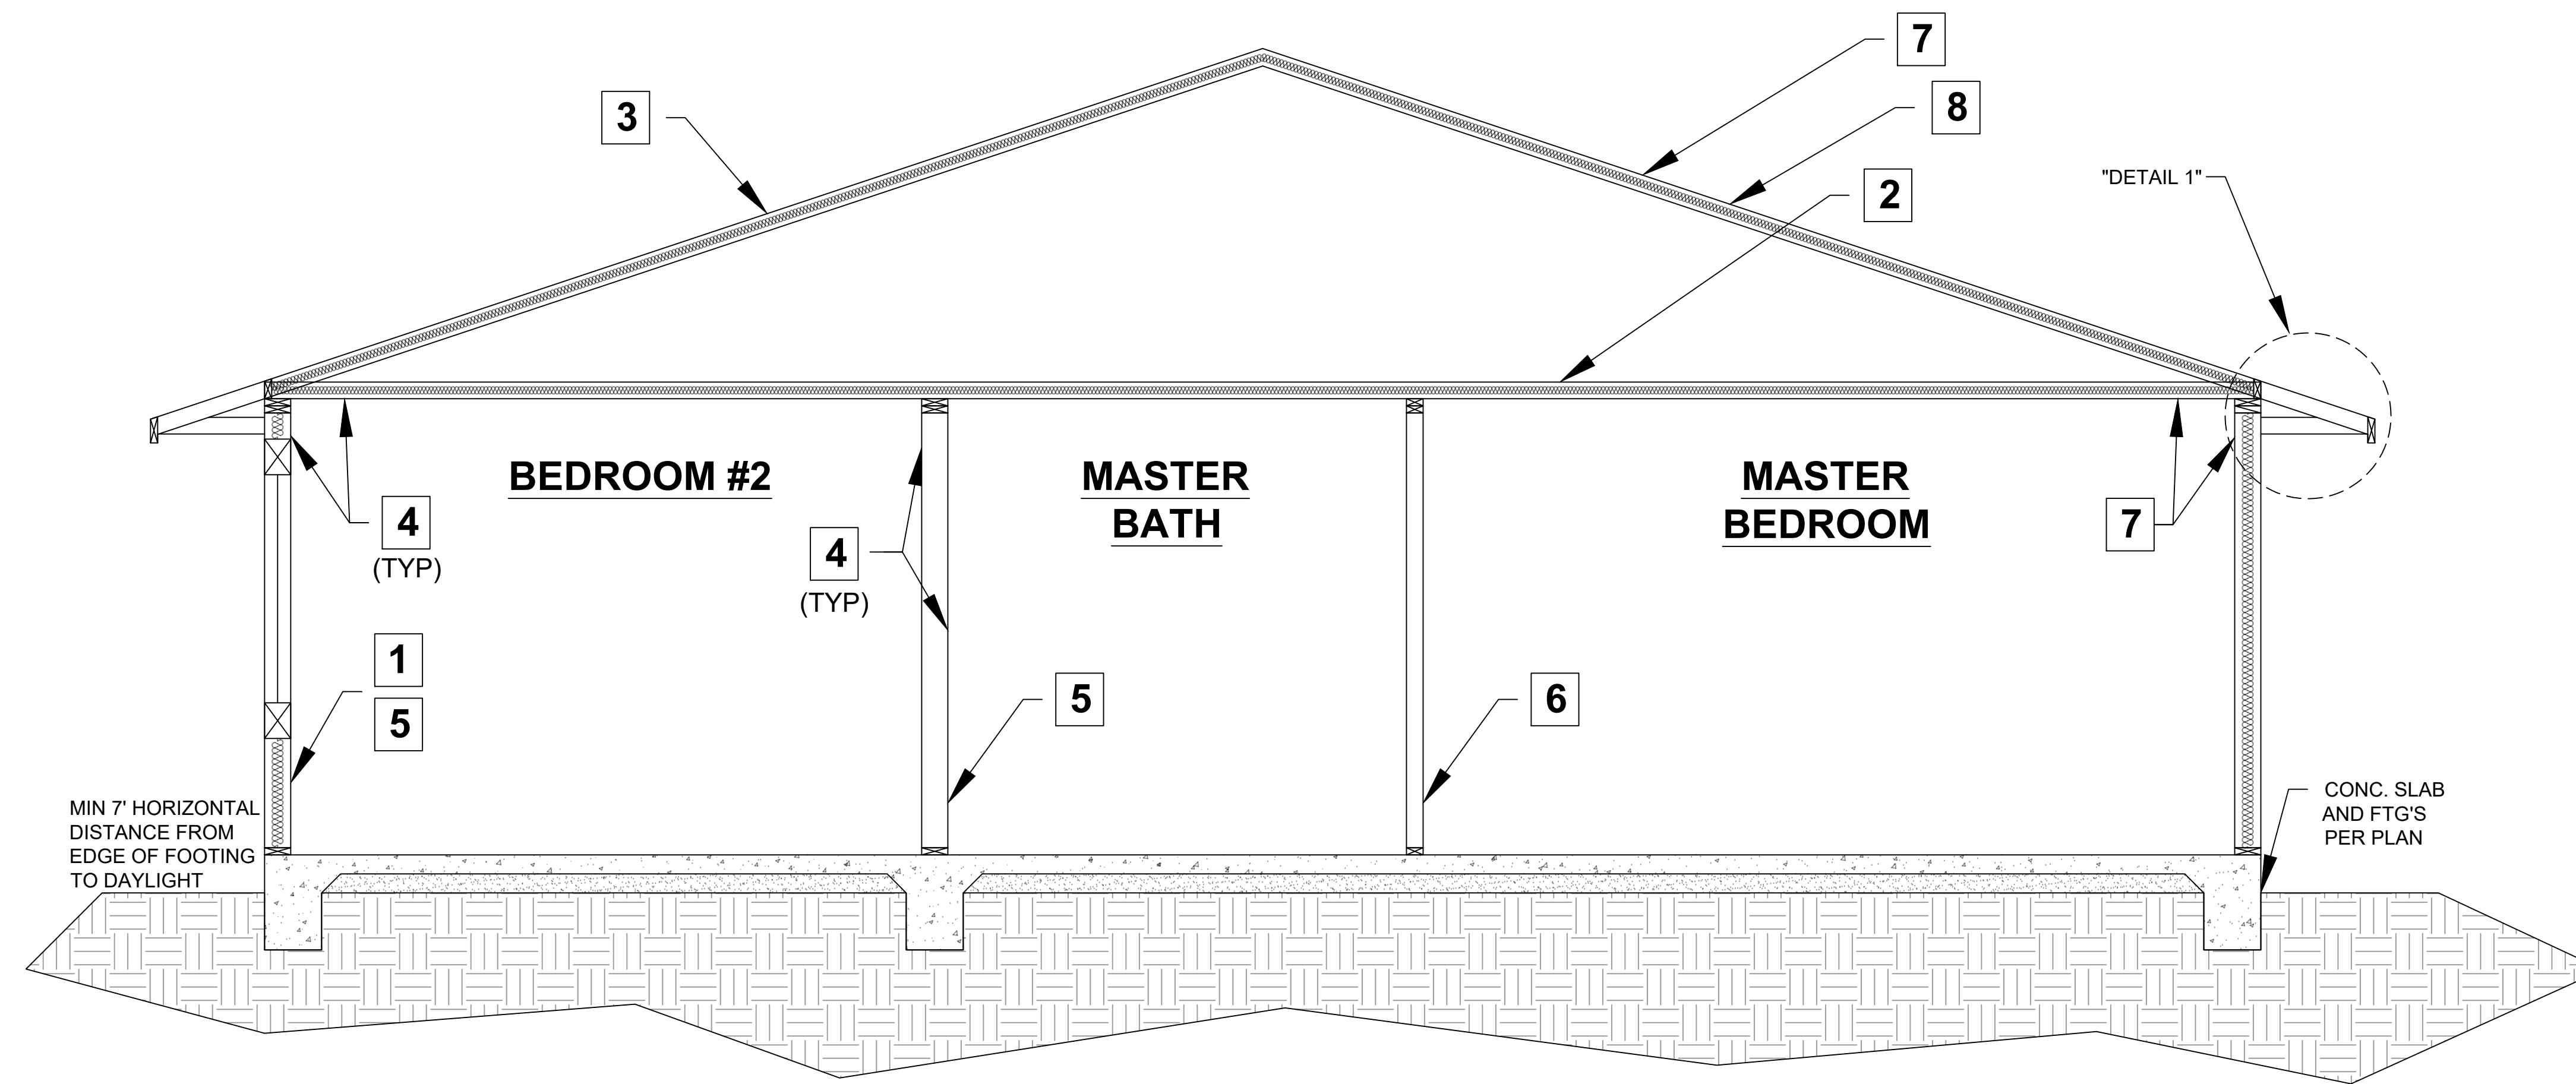 7
3
8
"DETAIL 1"
2
BEDROOM #2
MASTER
BATH
MASTER
BEDROOM
4
(TYP)
4
(TYP)
7
1
5
5
6
MIN 7' HORIZONTAL
DISTANCE FROM
EDGE OF FOOTING
TO DAYLIGHT
CONC. SLAB
AND FTG'S
PER PLAN